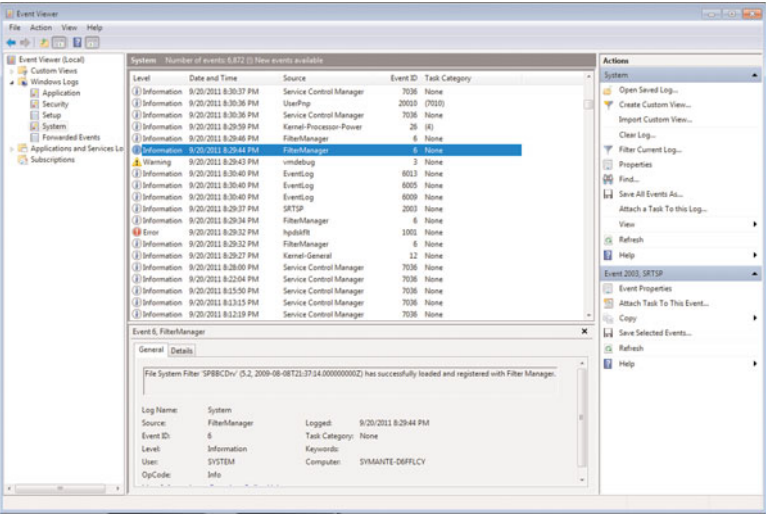 Event Viewer
File Action View Help
Event Viewer (Local)
Custom Views
Windows Logs
Application
Security
Setup
System
Forwarded Events
Applications and Services Lo
Subscriptions
System Number of events: 6,872 (!) New events available
Level Date and Time Source Event ID Task Category
Information 9/20/2011 8:30:37 PM Service Control Manager 7036 None
Information 9/20/2011 8:30:36 PM UserPnp 20010 (7010)
Information 9/20/2011 8:30:36 PM Service Control Manager 7036 None
Information 9/20/2011 8:29:59 PM Kernel-Processor-Power 26 (4)
Information 9/20/2011 8:29:46 PM FilterManager 6 None
Information 9/20/2011 8:29:44 PM FilterManager 6 None
Warning 9/20/2011 8:29:43 PM vmdebug 3 None
Information 9/20/2011 8:30:40 PM EventLog 6013 None
Information 9/20/2011 8:30:40 PM EventLog 6005 None
Information 9/20/2011 8:30:40 PM EventLog 6009 None
Information 9/20/2011 8:29:37 PM SRTSP 2003 None
Information 9/20/2011 8:29:34 PM FilterManager 6 None
Error 9/20/2011 8:29:32 PM hpdskflt 1001 None
Information 9/20/2011 8:29:32 PM FilterManager 6 None
Information 9/20/2011 8:29:27 PM Kernel-General 12 None
Information 9/20/2011 8:28:00 PM Service Control Manager 7036 None
Information 9/20/2011 8:22:04 PM Service Control Manager 7036 None
Information 9/20/2011 8:15:50 PM Service Control Manager 7036 None
Information 9/20/2011 8:13:15 PM Service Control Manager 7036 None
Information 9/20/2011 8:12:19 PM Service Control Manager 7036 None
Event 6, FilterManager
General Details
File System Filter 'SPBBCDrv' (5.2, 2009-08-08T21:37:14.000000000Z) has successfully loaded and registered with Filter Manager.
Log Name: System
Source: FilterManager Logged: 9/20/2011 8:29:44 PM
Event ID: 6 Task Category: None
Level: Information Keywords:
User: SYSTEM Computer: SYMANTE-D6FFLCY
OpCode: Info
Actions
System
Open Saved Log...
Create Custom View...
Import Custom View...
Clear Log...
Filter Current Log...
Properties
Find...
Save All Events As...
Attach a Task To this Log...
View
Refresh
Help
Event 2003, SRTSP
Event Properties
Attach Task To This Event...
Copy
Save Selected Events...
Refresh
Help